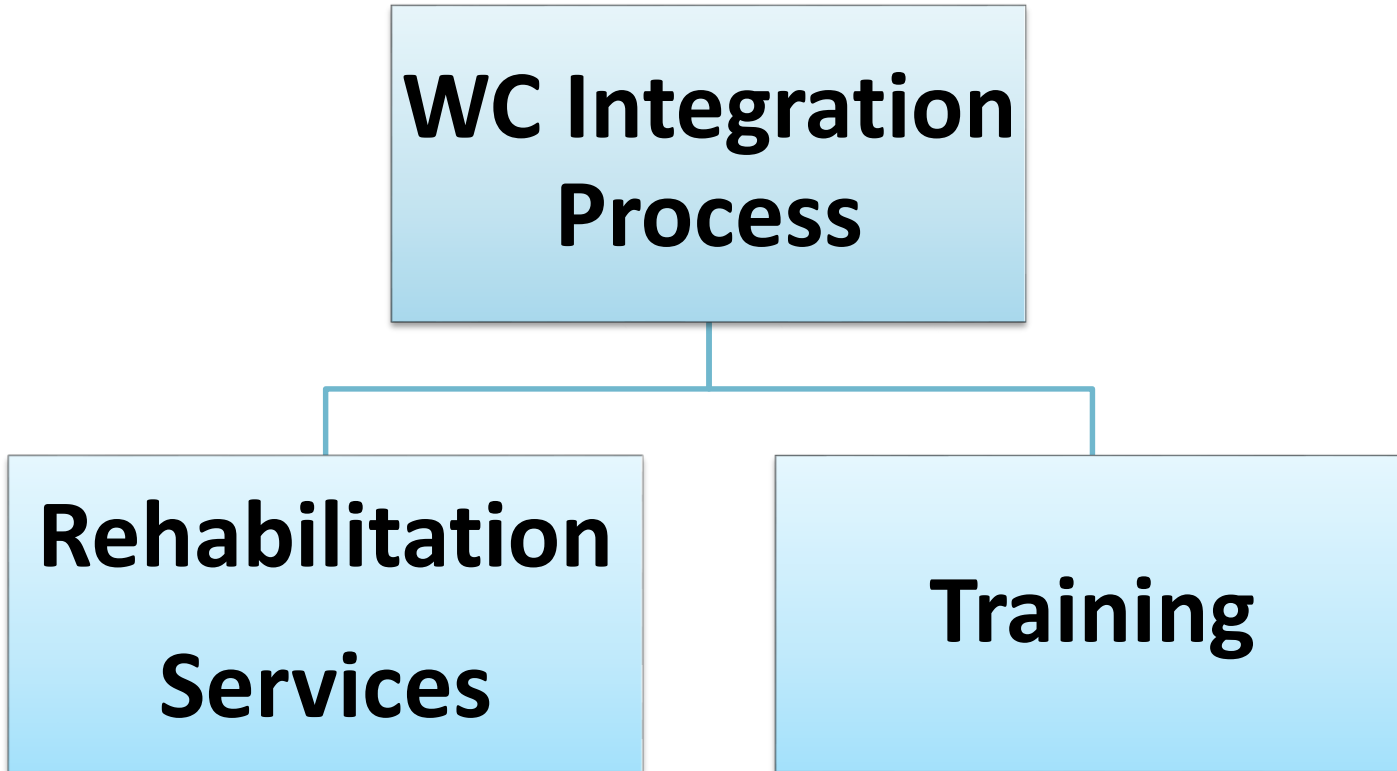 WC Integration
Process
Rehabilitation
Services
Training